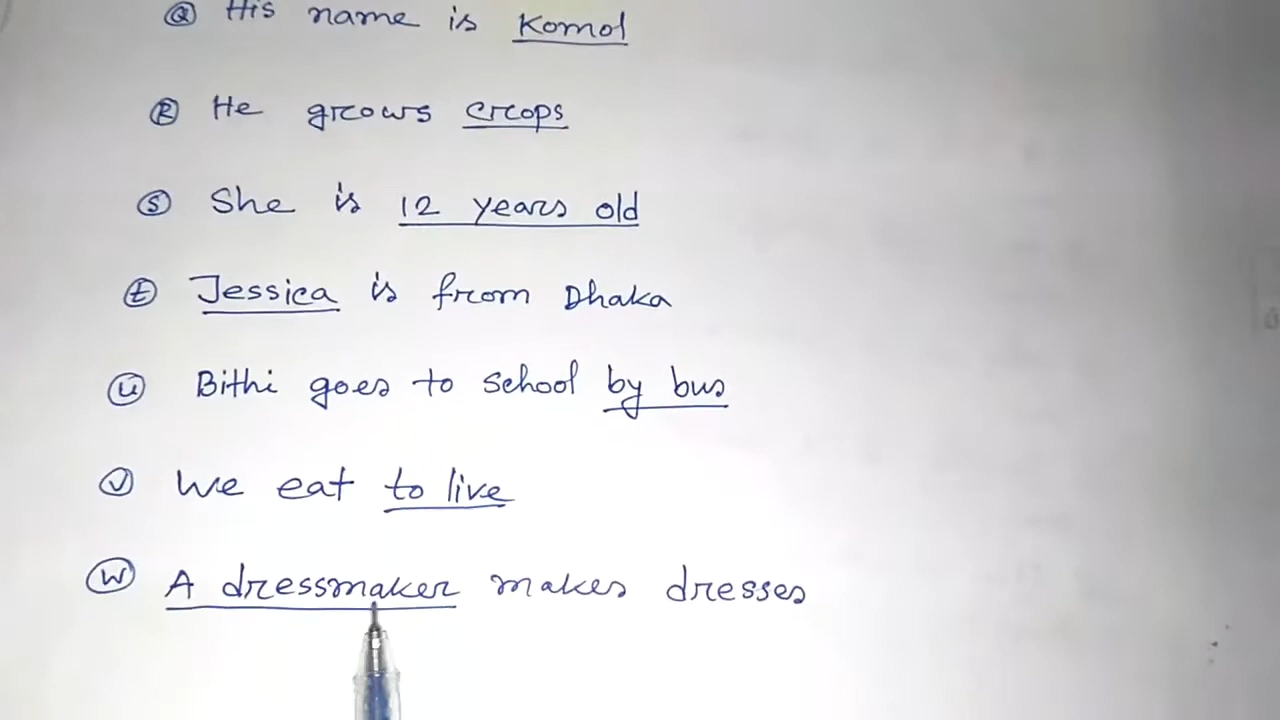 Ⓠ His name is Komol
Ⓡ He grows crops
Ⓢ She is 12 years old
ⓣ Jessica is from Dhaka
ⓤ Bithi goes to school by bus
Ⓥ We eat to live
Ⓦ A dressmaker makes dresses